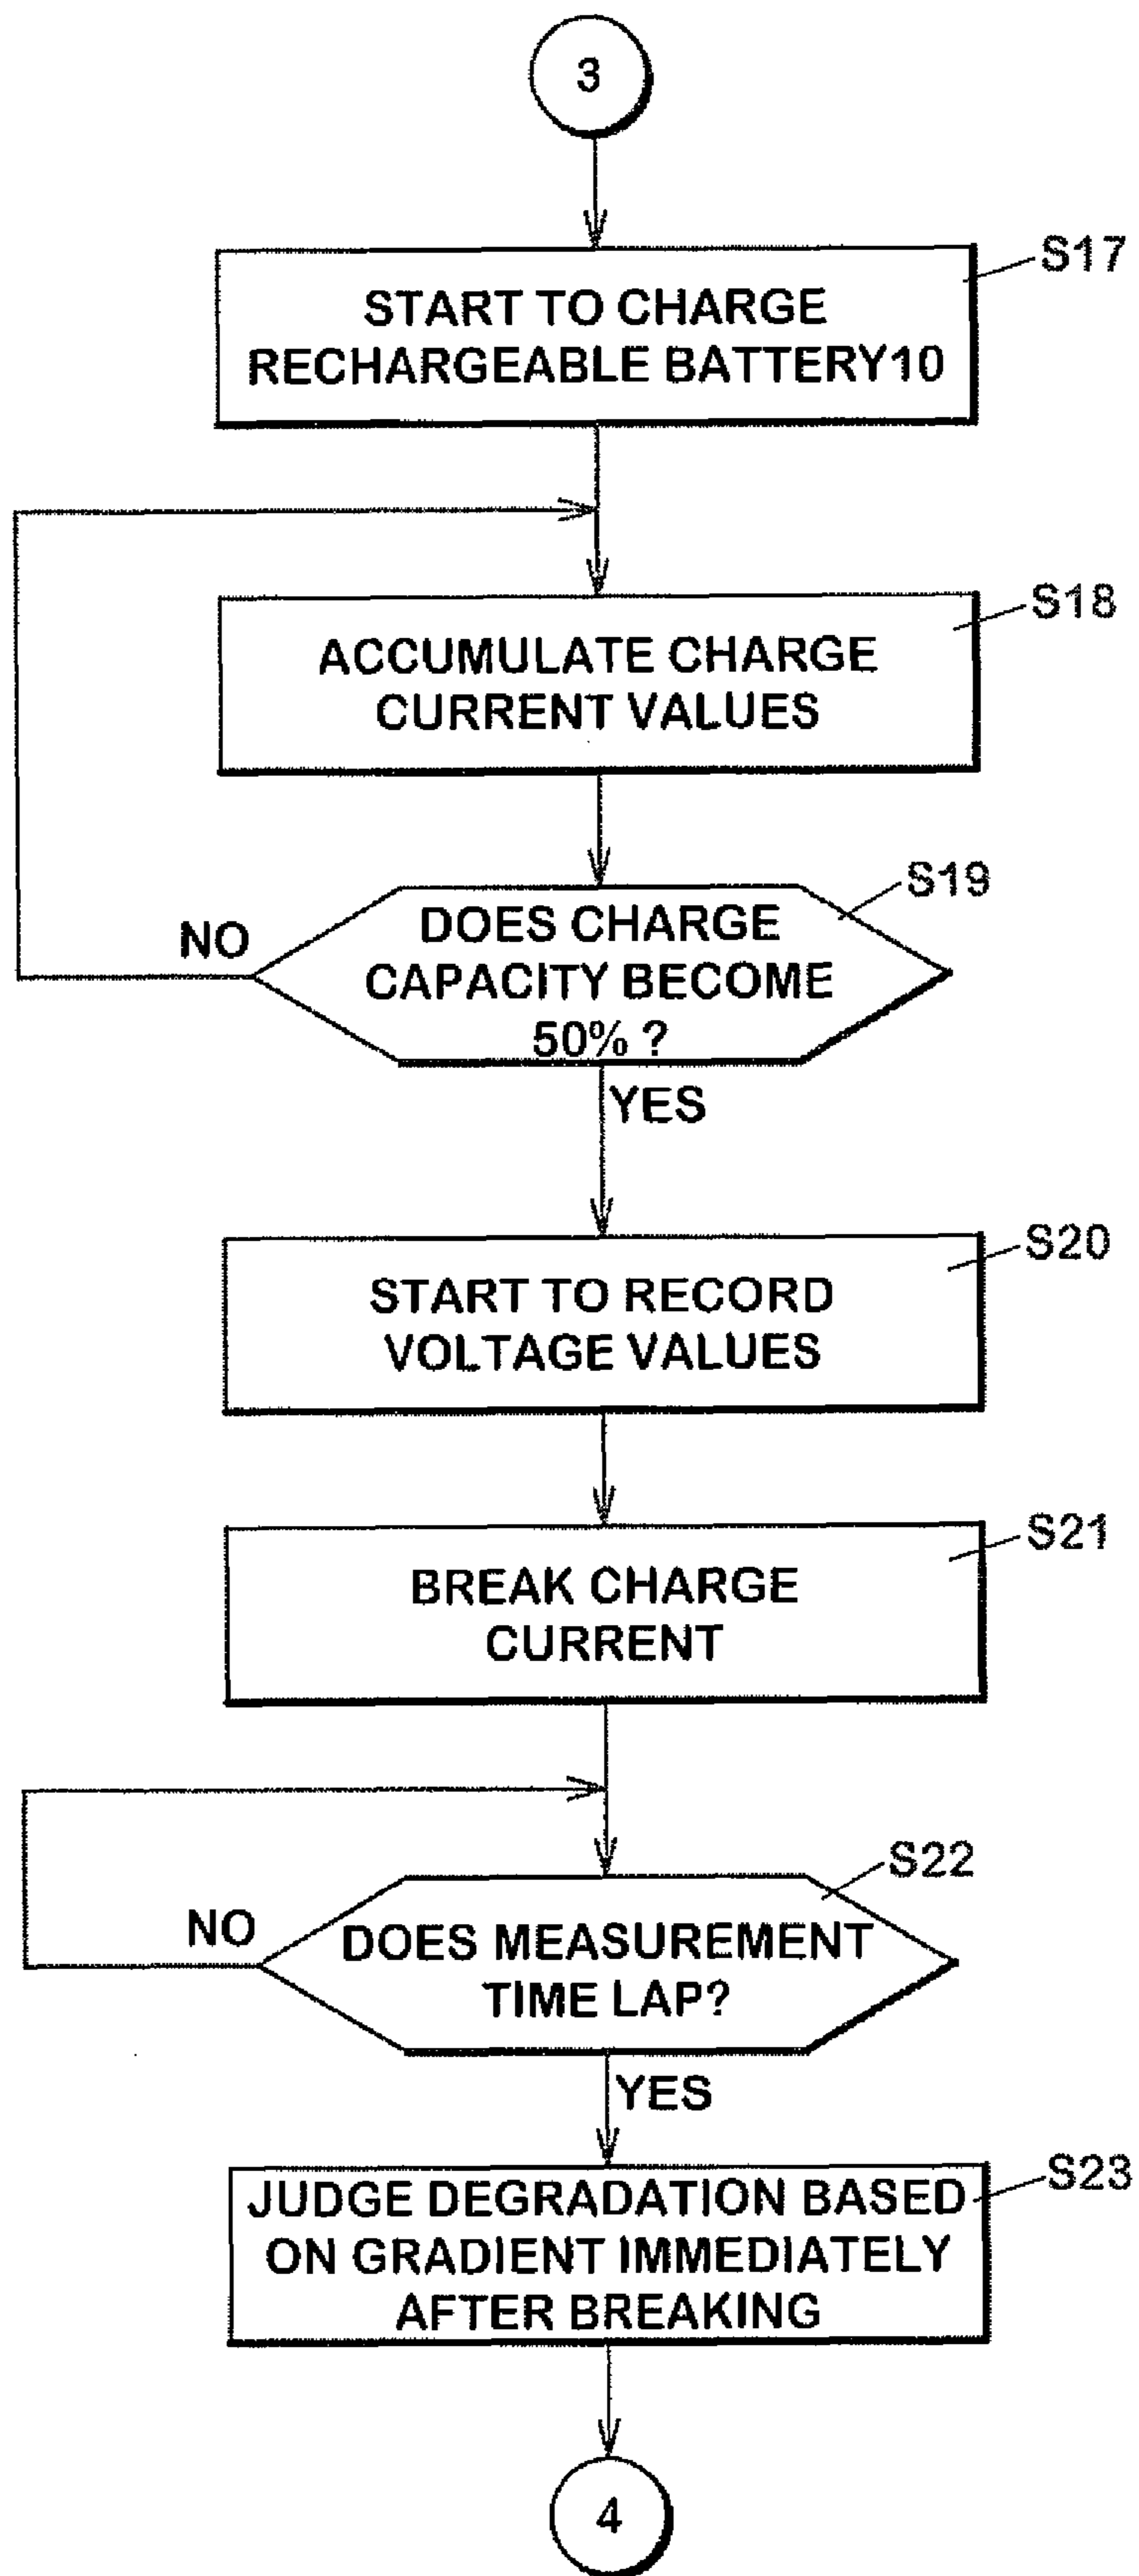 3
S17
START TO CHARGE
RECHARGEABLE BATTERY10
S18
ACCUMULATE CHARGE
CURRENT VALUES
S19
NO
DOES CHARGE
CAPACITY BECOME
50% ?
YES
S20
START TO RECORD
VOLTAGE VALUES
S21
BREAK CHARGE
CURRENT
S22
NO
DOES MEASUREMENT
TIME LAP?
YES
S23
JUDGE DEGRADATION BASED
ON GRADIENT IMMEDIATELY
AFTER BREAKING
4